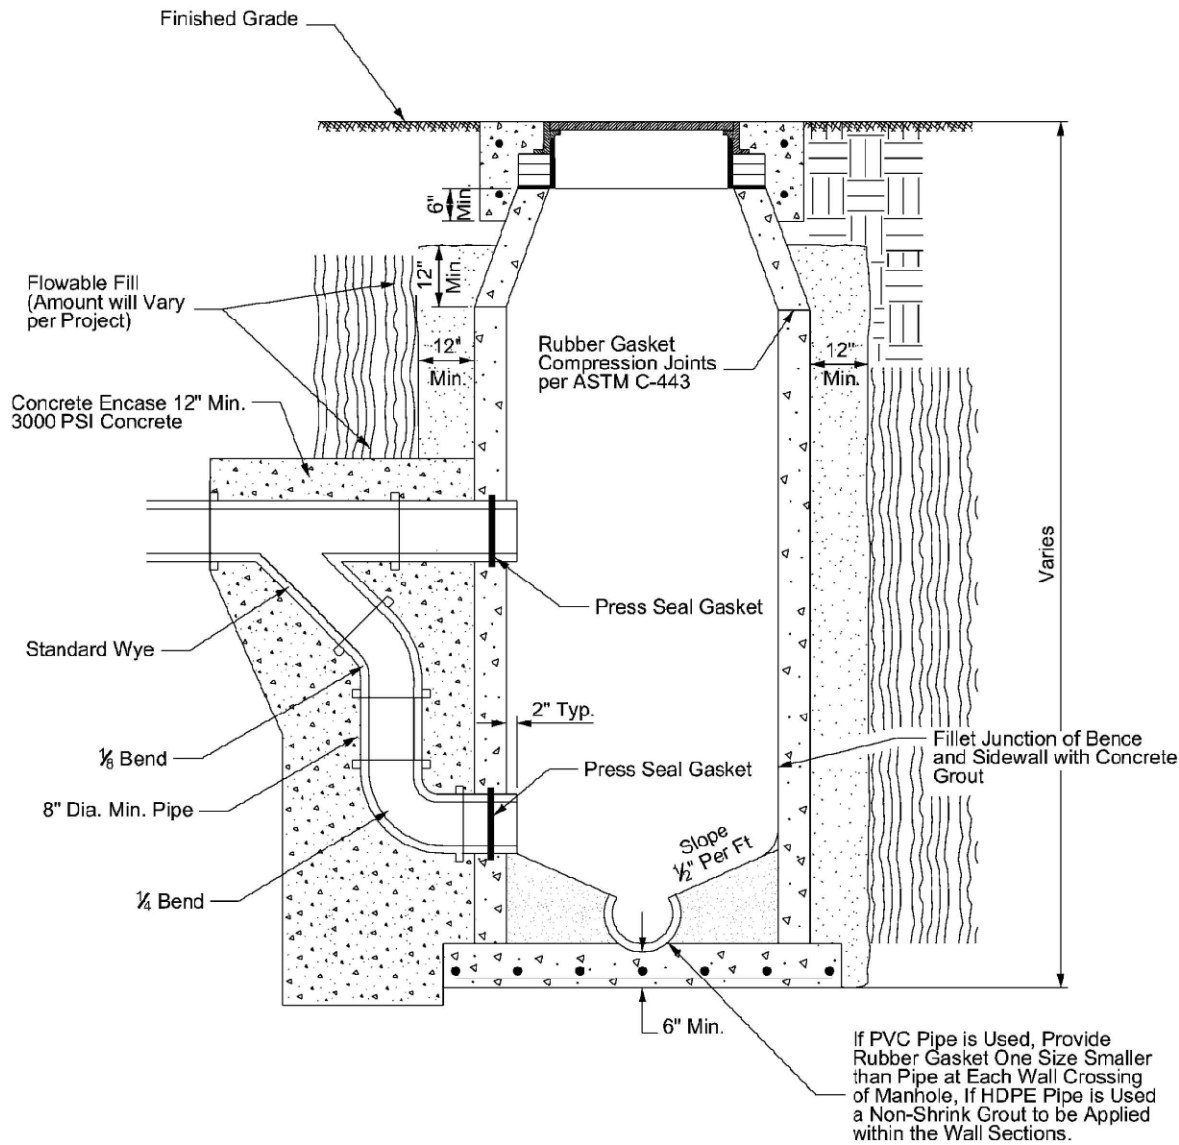 Finished Grade
6"
Min.
12"
Min.
Flowable Fill
(Amount will Vary
per Project)
12"
Min.
Rubber Gasket
Compression Joints
per ASTM C-443
12"
Min.
Concrete Encase 12" Min.
3000 PSI Concrete
Varies
Press Seal Gasket
Standard Wye
2" Typ.
⅛ Bend
Press Seal Gasket
Fillet Junction of Bence
and Sidewall with Concrete
Grout
8" Dia. Min. Pipe
Slope
½" Per Ft
¼ Bend
6" Min.
If PVC Pipe is Used, Provide
Rubber Gasket One Size Smaller
than Pipe at Each Wall Crossing
of Manhole, If HDPE Pipe is Used
a Non-Shrink Grout to be Applied
within the Wall Sections.